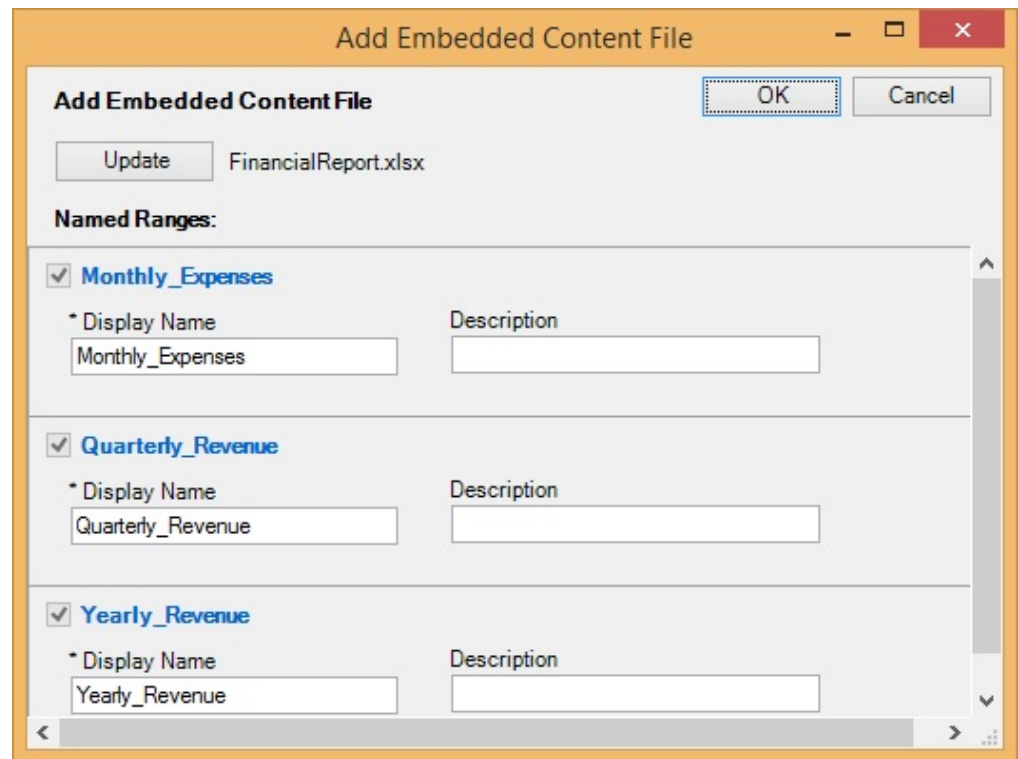 Add Embedded Content File
Add Embedded Content File
OK
Cancel
Update
FinancialReport.xlsx
Named Ranges:
Monthly_Expenses
* Display Name
Description
Monthly_Expenses
Quarterly_Revenue
* Display Name
Description
Quarterly_Revenue
Yearly_Revenue
* Display Name
Description
Yearly_Revenue